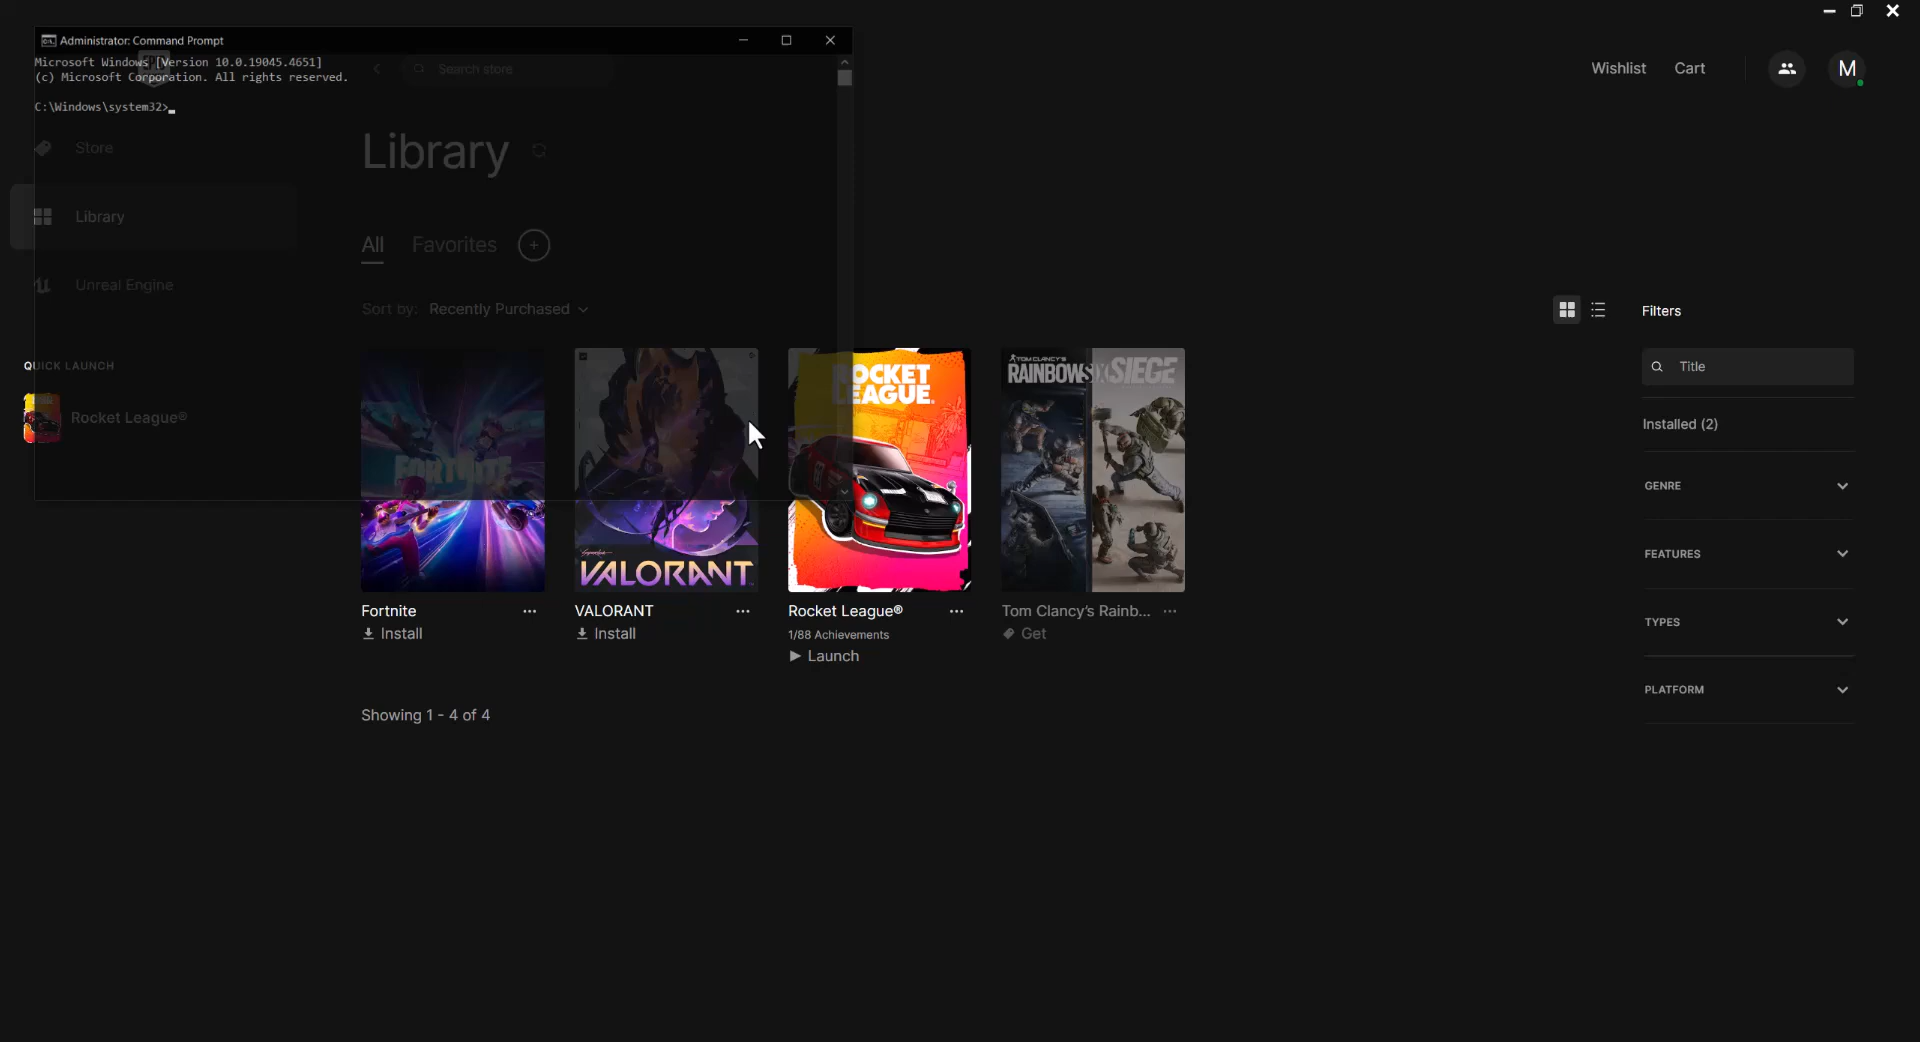 Administrator: Command Prompt
Microsoft Windows [Version 10.0.19045.4651]
(c) Microsoft Corporation. All rights reserved.
C:\Windows\system32>
Search store
Wishlist
Cart
M
Store
Library
Unreal Engine
QUICK LAUNCH
Rocket League®
Library
All
Favorites
Sort by: Recently Purchased
FORTNITE
Fortnite
Install
VALORANT
VALORANT
Install
ROCKET
LEAGUE.
Rocket League®
1/88 Achievements
Launch
TOM CLANCY'S
RAINBOW SIX SIEGE
Tom Clancy's Rainb...
Get
Showing 1 - 4 of 4
Filters
Title
Installed (2)
GENRE
FEATURES
TYPES
PLATFORM